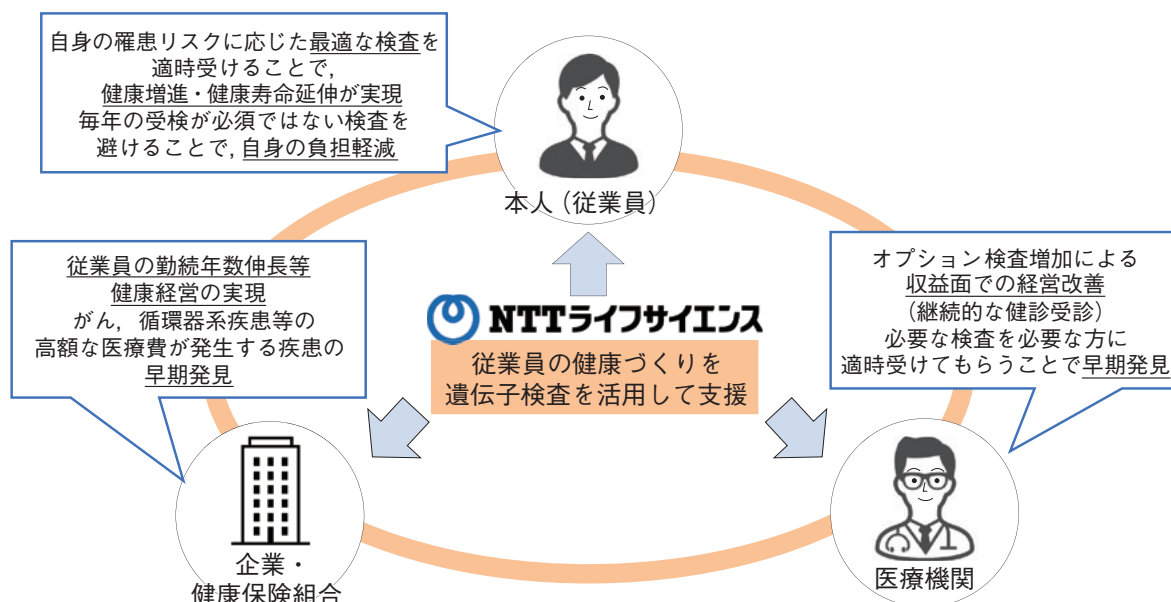 自身の罹患リスクに応じた最適な検査を
適時受けることで,
健康増進・健康寿命延伸が実現
毎年の受検が必須ではない検査を
避けることで, 自身の負担軽減
本人（従業員）
従業員の勤続年数伸長等
健康経営の実現
がん，循環器系疾患等の
高額な医療費が発生する疾患の
早期発見
オプション検査増加による
収益面での経営改善
（継続的な健診受診）
必要な検査を必要な方に
適時受けてもらうことで早期発見
NTTライフサイエンス
従業員の健康づくりを
遺伝子検査を活用して支援
企業・
健康保険組合
医療機関